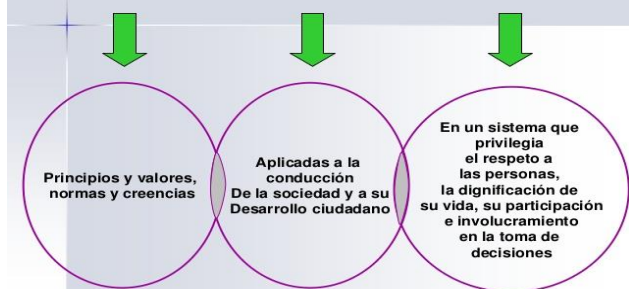 Principios y valores,
normas y creencias
Aplicadas a la
conducción
De la sociedad y a su
Desarrollo ciudadano
En un sistema que
privilegia
el respeto a
las personas,
la dignificación de
su vida, su participación
e involucramiento
en la toma de
decisiones